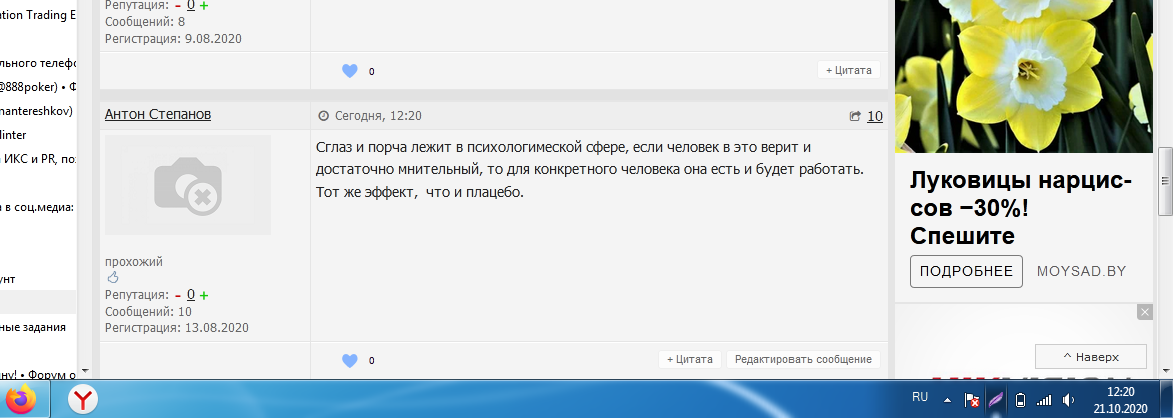 ation Trading E
льного телефо
@888poker) • Ф
nantereshkov)
linter
ИКС и PR, по
а в соц.медиа:
унт
ные задания
ну! • Форум о
Репутация: - 0 +
Сообщений: 8
Регистрация: 9.08.2020
0
+ Цитата
Антон Степанов
Сегодня, 12:20
10
Сглаз и порча лежит в психологимеской сфере, если человек в это верит и
достаточно мнительный, то для конкретного человека она есть и будет работать.
Тот же эффект, что и плацебо.
прохожий
Репутация: - 0 +
Сообщений: 10
Регистрация: 13.08.2020
0
+ Цитата
Редактировать сообщение
Луковицы нарцис-
сов −30%!
Спешите
ПОДРОБНЕЕ
MOYSAD.BY
^ Наверх
RU
12:20
21.10.2020